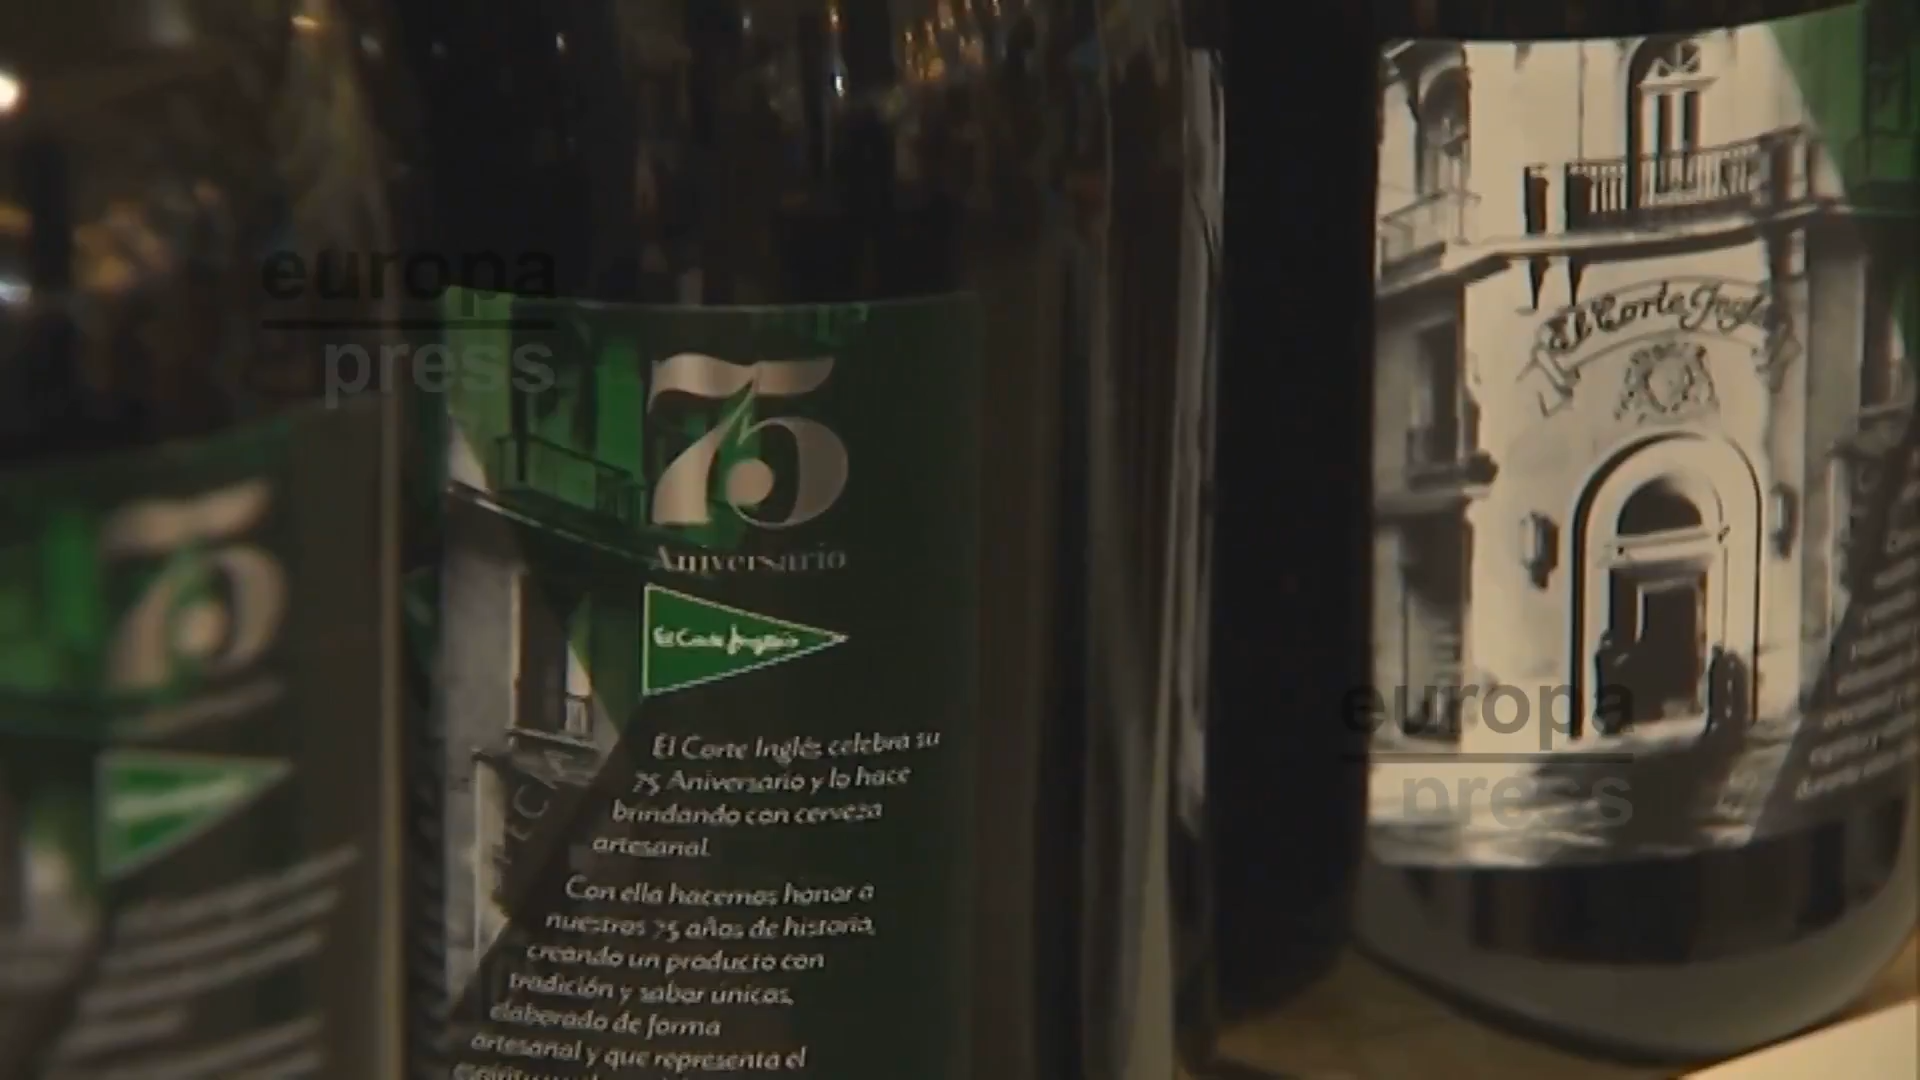 europa
press
75
Aniversario
El Corte Inglés
El Corte Inglés celebra su
75 Aniversario y lo hace
brindando con cerveza
artesanal.
Con ella hacemos honor a
nuestros 75 años de historia,
creando un producto con
tradición y sabor únicos,
elaborado de forma
artesanal y que representa el
75
El Corte Inglés
europa
press